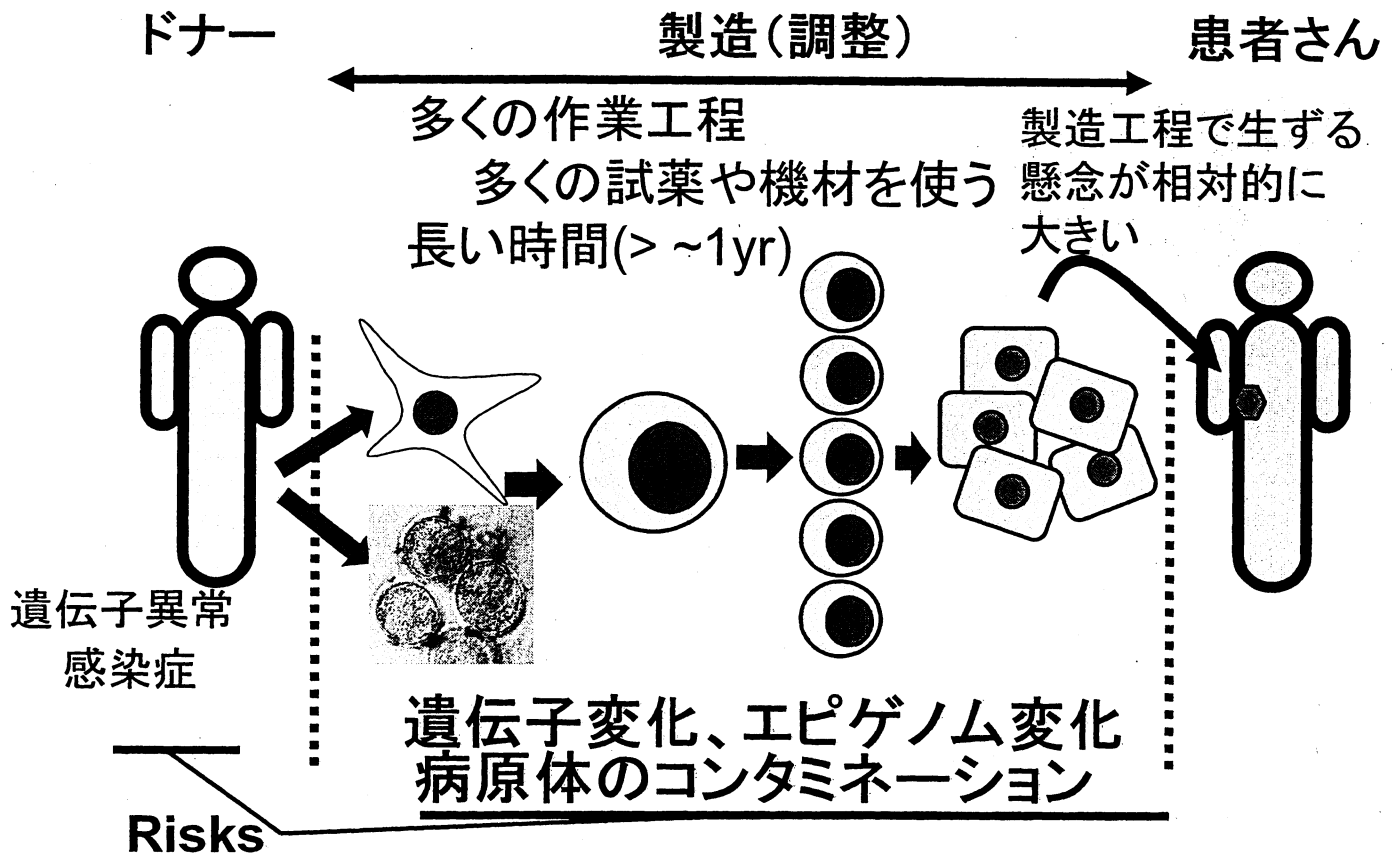 ドナー
製造（調整）
患者さん
多くの作業工程
多くの試薬や機材を使う
長い時間(> ~1yr)
製造工程で生ずる
懸念が相対的に
大きい
遺伝子異常
感染症
遺伝子変化、エピゲノム変化
病原体のコンタミネーション
Risks